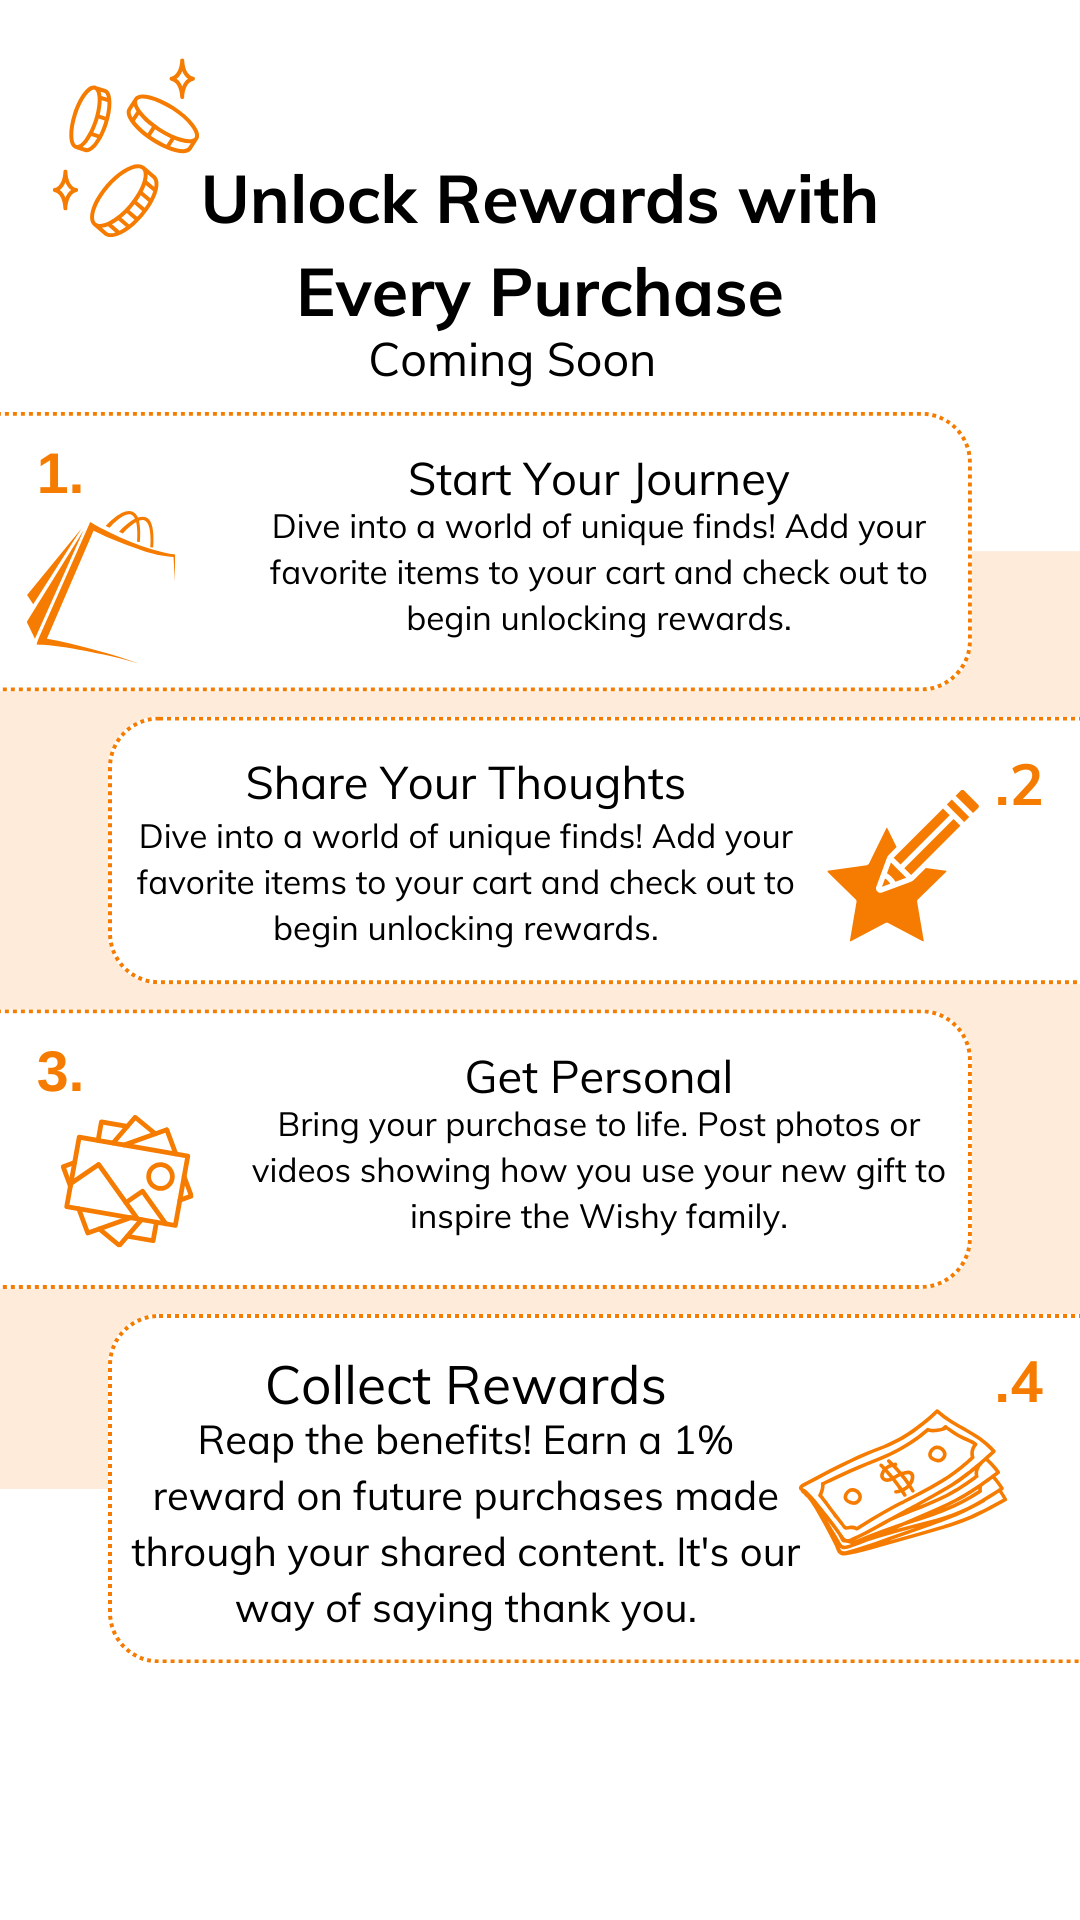 Unlock Rewards with
Every Purchase
Coming Soon
1.
Start Your Journey
Dive into a world of unique finds! Add your
favorite items to your cart and check out to
begin unlocking rewards.
.2
Share Your Thoughts
Dive into a world of unique finds! Add your
favorite items to your cart and check out to
begin unlocking rewards.
3.
Get Personal
Bring your purchase to life. Post photos or
videos showing how you use your new gift to
inspire the Wishy family.
.4
Collect Rewards
Reap the benefits! Earn a 1%
reward on future purchases made
through your shared content. It's our
way of saying thank you.
$